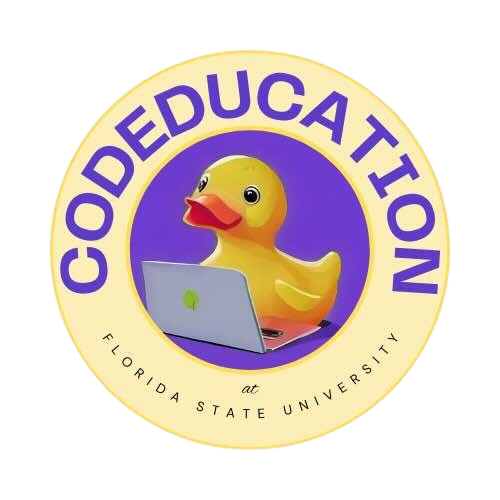 CODEDUCATION
at
FLORIDA STATE UNIVERSITY